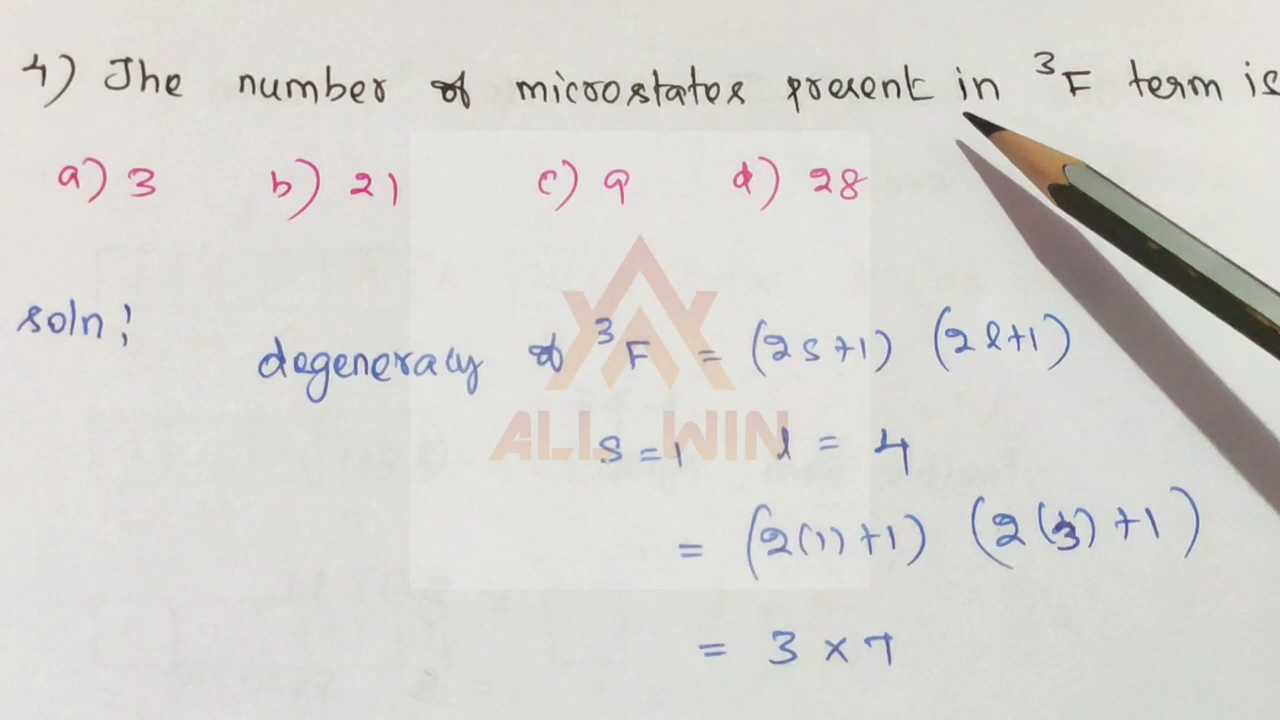 4) The number of microstates present in ³F term is
a) 3 b) 21 c) 9 d) 28
soln:
degeneracy of ³F = (2s+1) (2l+1)
s = 1 l = 4
= (2(1)+1) (2(3)+1)
= 3 × 7
ALL WIN